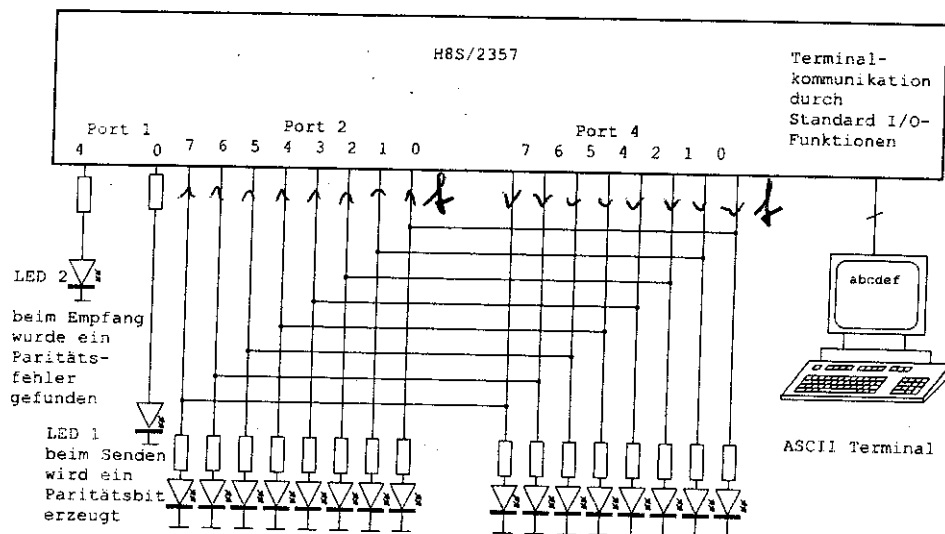 H8S/2357
Terminal-
kommunikation
durch
Standard I/O-
Funktionen
Port 1
Port 2
Port 4
4 0 7 6 5 4 3 2 1 0
7 6 5 4 2 1 0
LED 2
beim Empfang
wurde ein
Paritäts-
fehler
gefunden
LED 1
beim Senden
wird ein
Paritätsbit
erzeugt
abcdef
ASCII Terminal